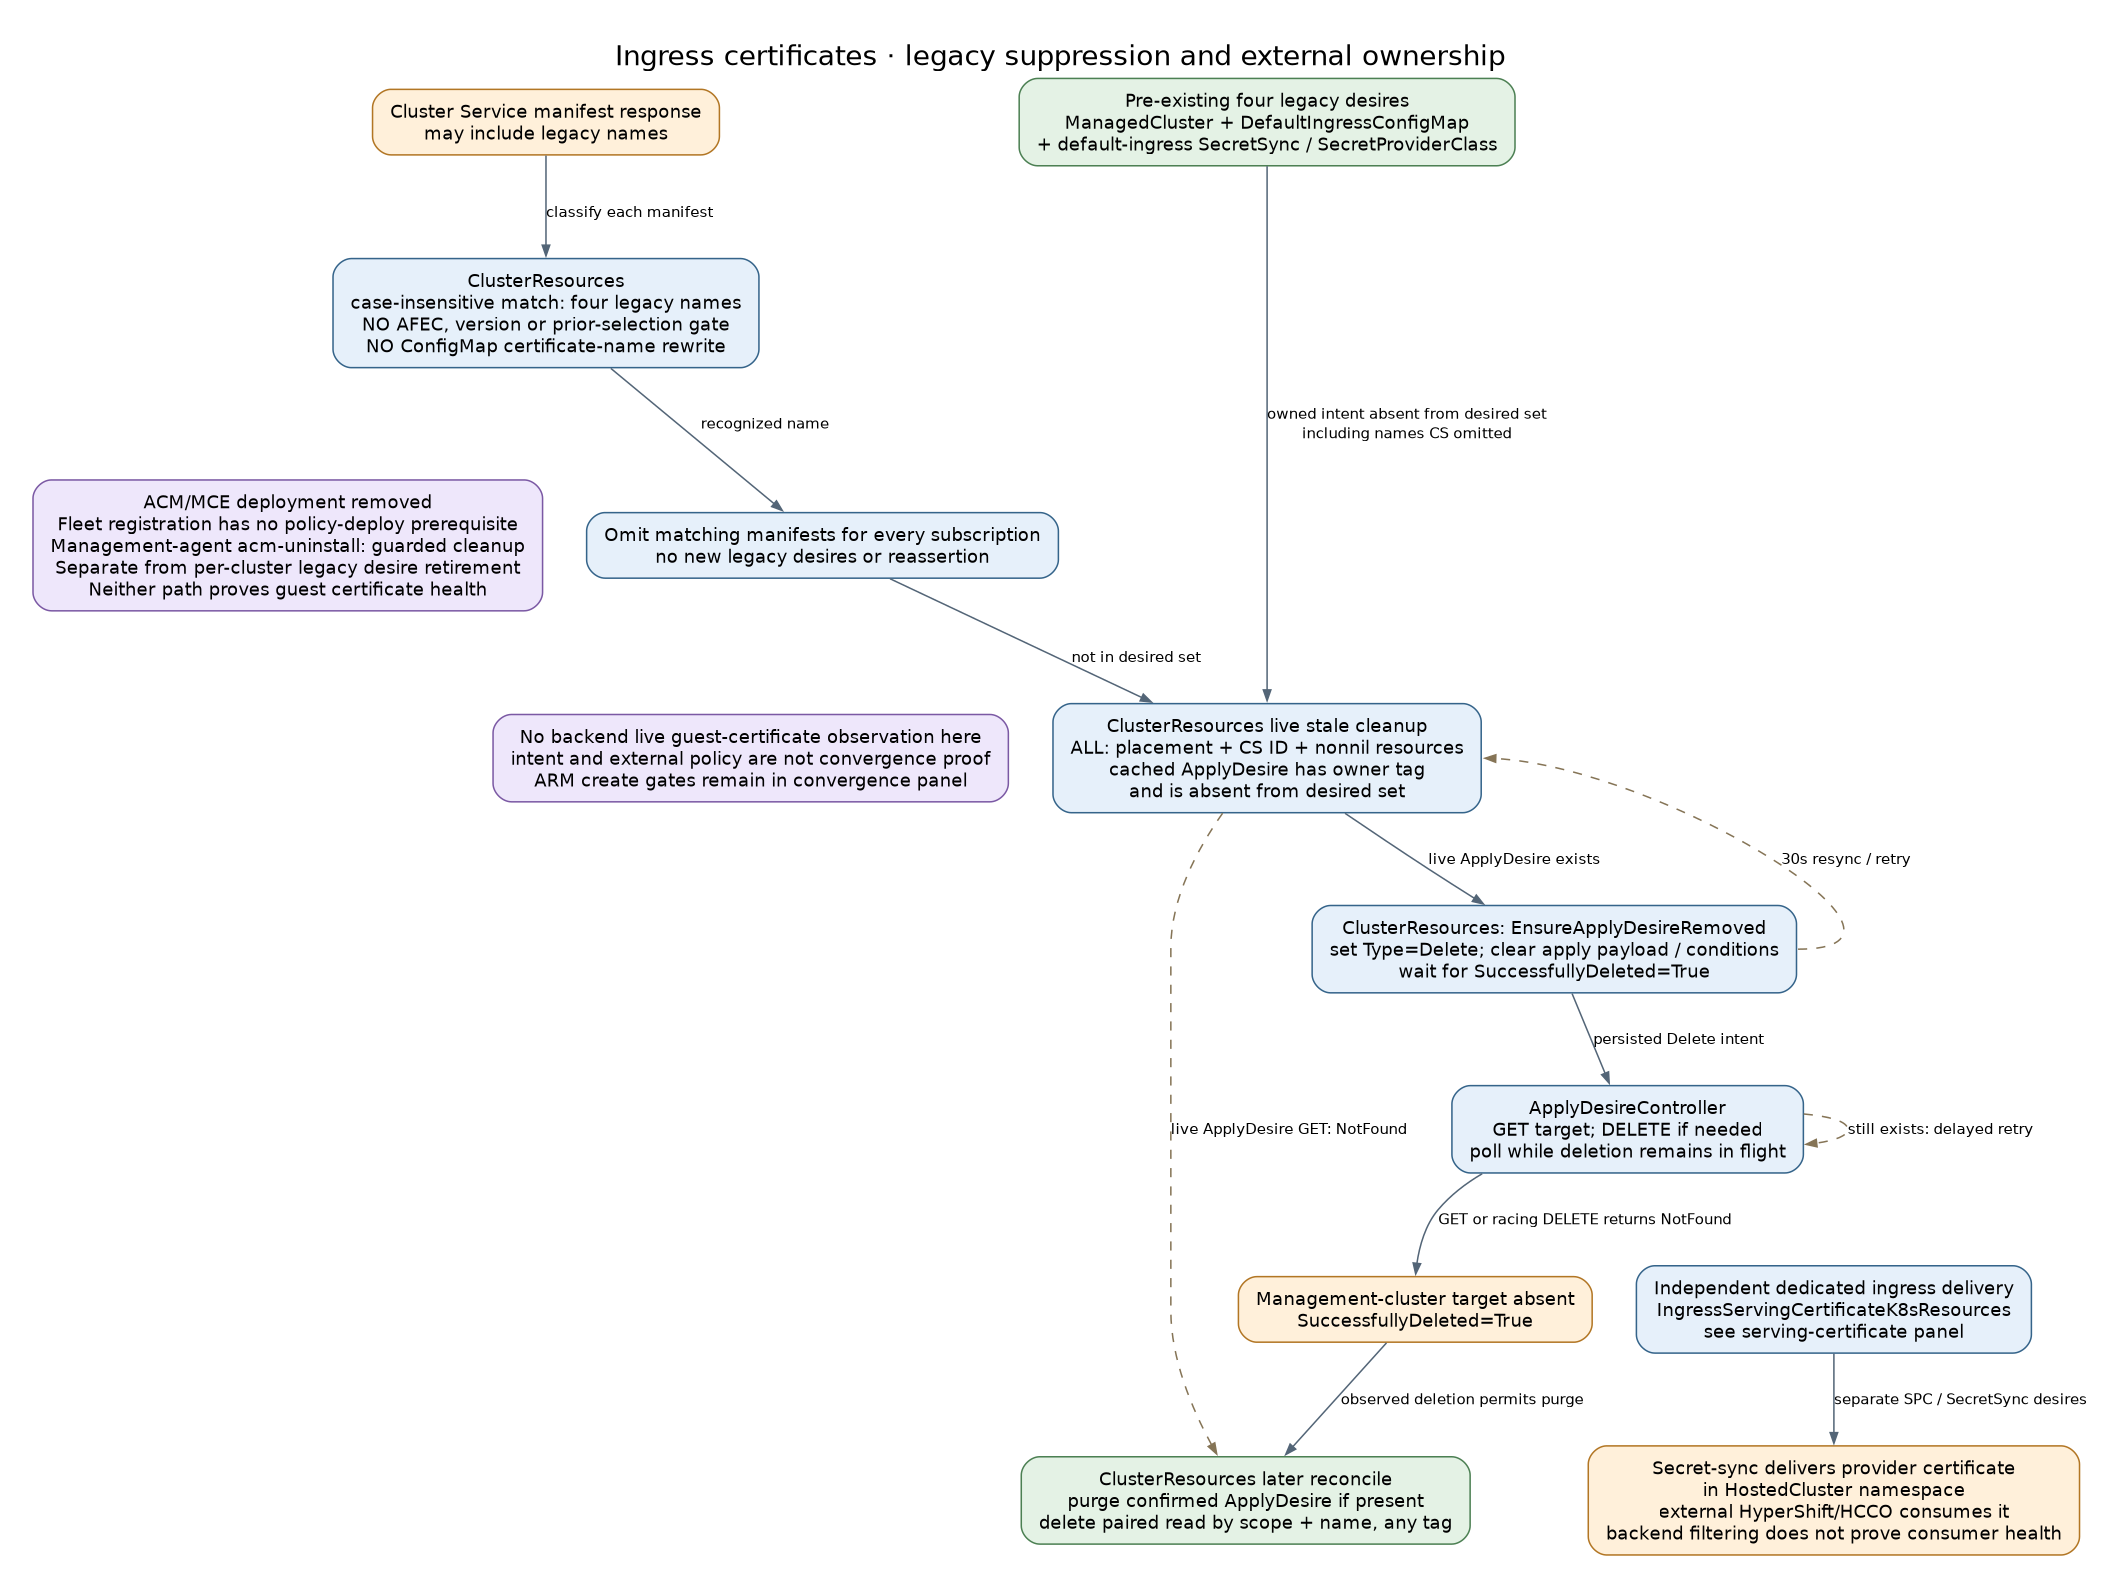 Ingress certificates · legacy suppression and external ownership
Cluster Service manifest response
may include legacy names
Pre-existing four legacy desires
ManagedCluster + DefaultIngressConfigMap
+ default-ingress SecretSync / SecretProviderClass
classify each manifest
ClusterResources
case-insensitive match: four legacy names
NO AFEC, version or prior-selection gate
NO ConfigMap certificate-name rewrite
recognized name
owned intent absent from desired set
including names CS omitted
ACM/MCE deployment removed
Fleet registration has no policy-deploy prerequisite
Management-agent acm-uninstall: guarded cleanup
Separate from per-cluster legacy desire retirement
Neither path proves guest certificate health
Omit matching manifests for every subscription
no new legacy desires or reassertion
not in desired set
No backend live guest-certificate observation here
intent and external policy are not convergence proof
ARM create gates remain in convergence panel
ClusterResources live stale cleanup
ALL: placement + CS ID + nonnil resources
cached ApplyDesire has owner tag
and is absent from desired set
live ApplyDesire exists
30s resync / retry
ClusterResources: EnsureApplyDesireRemoved
set Type=Delete; clear apply payload / conditions
wait for SuccessfullyDeleted=True
persisted Delete intent
live ApplyDesire GET: NotFound
ApplyDesireController
GET target; DELETE if needed
poll while deletion remains in flight
still exists: delayed retry
GET or racing DELETE returns NotFound
Management-cluster target absent
SuccessfullyDeleted=True
Independent dedicated ingress delivery
IngressServingCertificateK8sResources
see serving-certificate panel
observed deletion permits purge
separate SPC / SecretSync desires
ClusterResources later reconcile
purge confirmed ApplyDesire if present
delete paired read by scope + name, any tag
Secret-sync delivers provider certificate
in HostedCluster namespace
external HyperShift/HCCO consumes it
backend filtering does not prove consumer health